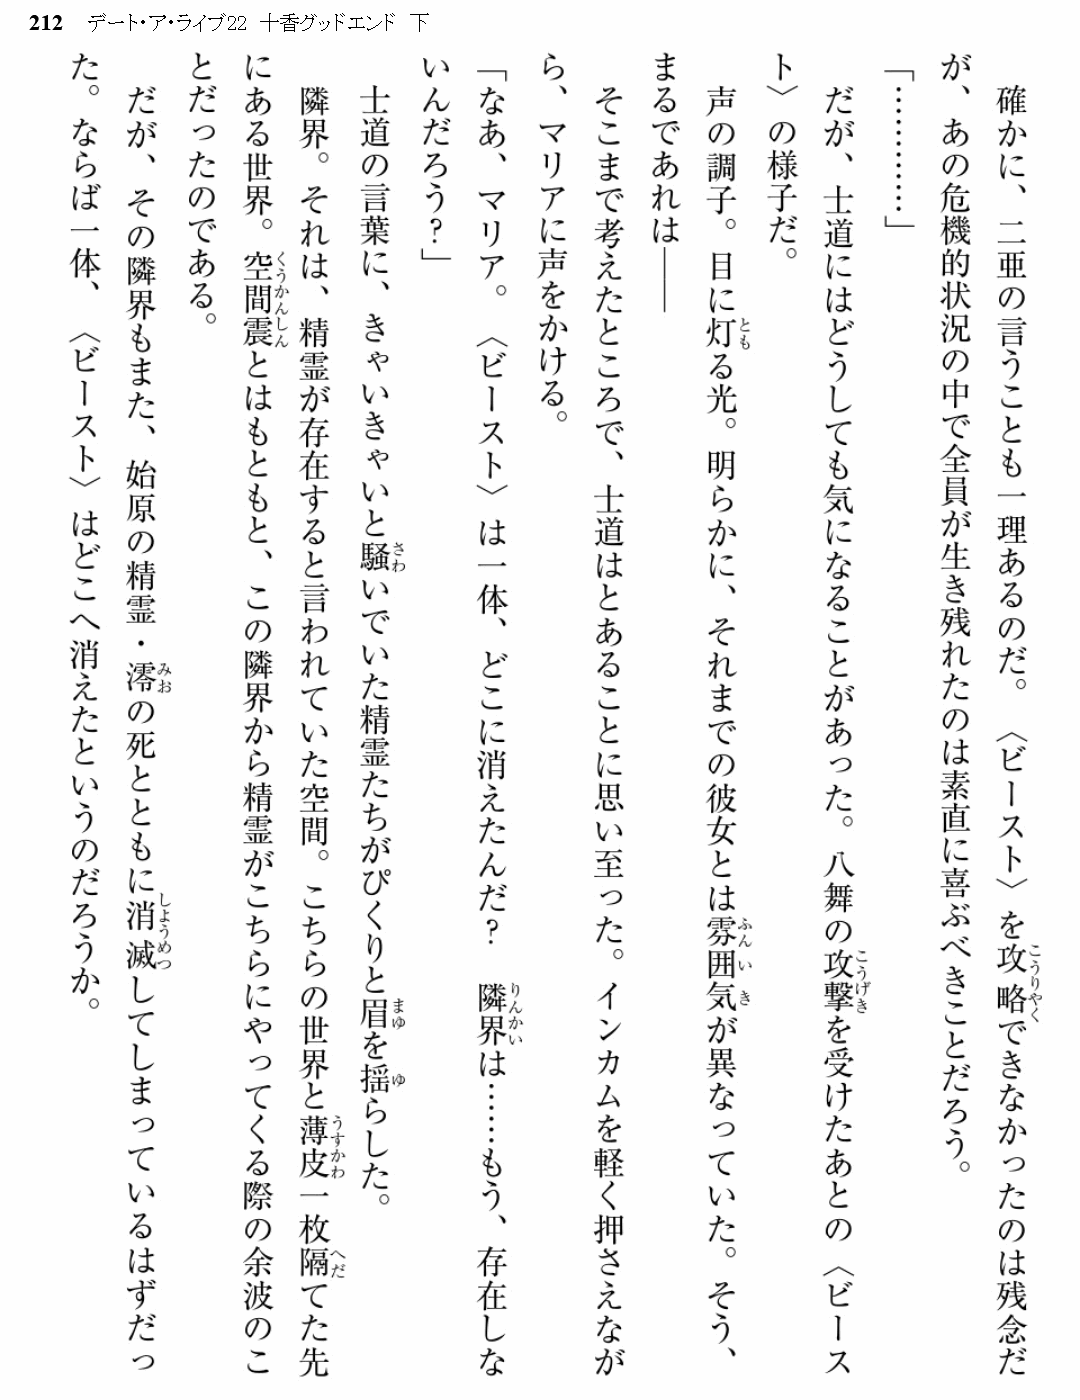 212 デート・ア・ライブ22 十香グッドエンド 下
確かに、二亜の言うことも一理あるのだ。〈ビースト〉を攻略できなかったのは残念だ
が、あの危機的状況の中で全員が生き残れたのは素直に喜ぶべきことだろう。
「…………」
だが、士道にはどうしても気になることがあった。八舞の攻撃を受けたあとの〈ビース
ト〉の様子だ。
声の調子。目に灯る光。明らかに、それまでの彼女とは雰囲気が異なっていた。そう、
まるであれは――
そこまで考えたところで、士道はとあることに思い至った。インカムを軽く押さえなが
ら、マリアに声をかける。
「なあ、マリア。〈ビースト〉は一体、どこに消えたんだ? 隣界は……もう、存在しな
いんだろう?」
士道の言葉に、きゃいきゃいと騒いでいた精霊たちがぴくりと眉を揺らした。
隣界。それは、精霊が存在すると言われていた空間。こちらの世界と薄皮一枚隔てた先
にある世界。空間震とはもともと、この隣界から精霊がこちらにやってくる際の余波のこ
とだったのである。
だが、その隣界もまた、始原の精霊・澪の死とともに消滅してしまっているはずだっ
た。ならば一体、〈ビースト〉はどこへ消えたというのだろうか。